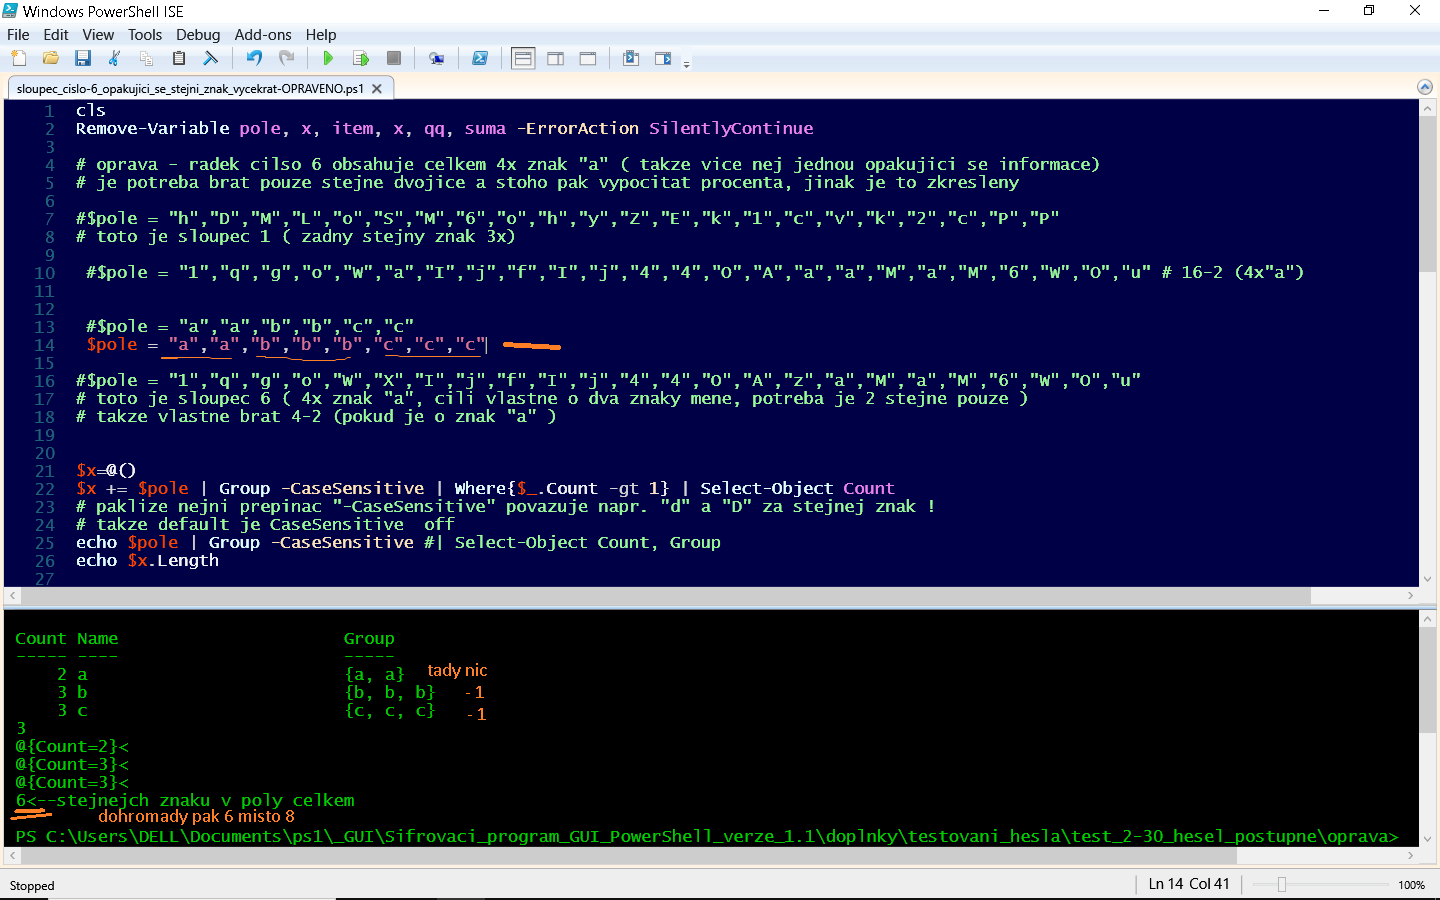 Windows PowerShell ISE
File Edit View Tools Debug Add-ons Help
sloupec_cislo-6_opakujici_se_stejni_znak_vycekrat-OPRAVENO.ps1
1 cls
2 Remove-Variable pole, x, item, x, qq, suma -ErrorAction SilentlyContinue
3
4 # oprava - radek cilso 6 obsahuje celkem 4x znak "a" ( takze vice nej jednou opakujici se informace)
5 # je potreba brat pouze stejne dvojice a stoho pak vypocitat procenta, jinak je to zkresleny
6
7 #$pole = "h","D","M","L","o","S","M","6","o","h","y","Z","E","k","1","c","v","k","2","c","P","P"
8 # toto je sloupec 1 ( zadny stejny znak 3x)
9
10 #$pole = "1","q","g","o","W","a","I","j","f","I","j","4","4","O","A","a","a","M","a","M","6","W","O","u" # 16-2 (4x"a")
11
12
13 #$pole = "a","a","b","b","c","c"
14 $pole = "a","a","b","b","b","c","c","c"
15
16 #$pole = "1","q","g","o","W","X","I","j","f","I","j","4","4","O","A","z","a","M","a","M","6","W","O","u"
17 # toto je sloupec 6 ( 4x znak "a", cili vlastne o dva znaky mene, potreba je 2 stejne pouze )
18 # takze vlastne brat 4-2 (pokud je o znak "a" )
19
20
21 $x=@()
22 $x += $pole | Group -CaseSensitive | Where{$_.Count -gt 1} | Select-Object Count
23 # paklize nejni prepinac "-CaseSensitive" povazuje napr. "d" a "D" za stejnej znak !
24 # takze default je CaseSensitive  off
25 echo $pole | Group -CaseSensitive #| Select-Object Count, Group
26 echo $x.Length
27
Count Name Group
----- ---- -----
2 a {a, a} tady nic
3 b {b, b, b} -1
3 c {c, c, c} -1
3
@{Count=2}<
@{Count=3}<
@{Count=3}<
6<--stejnejch znaku v poly celkem
dohromady pak 6 misto 8
PS C:\Users\DELL\Documents\ps1\_GUI\Sifrovaci_program_GUI_PowerShell_verze_1.1\doplnky\testovani_hesla\test_2-30_hesel_postupne\oprava>
Stopped Ln 14 Col 41 100%